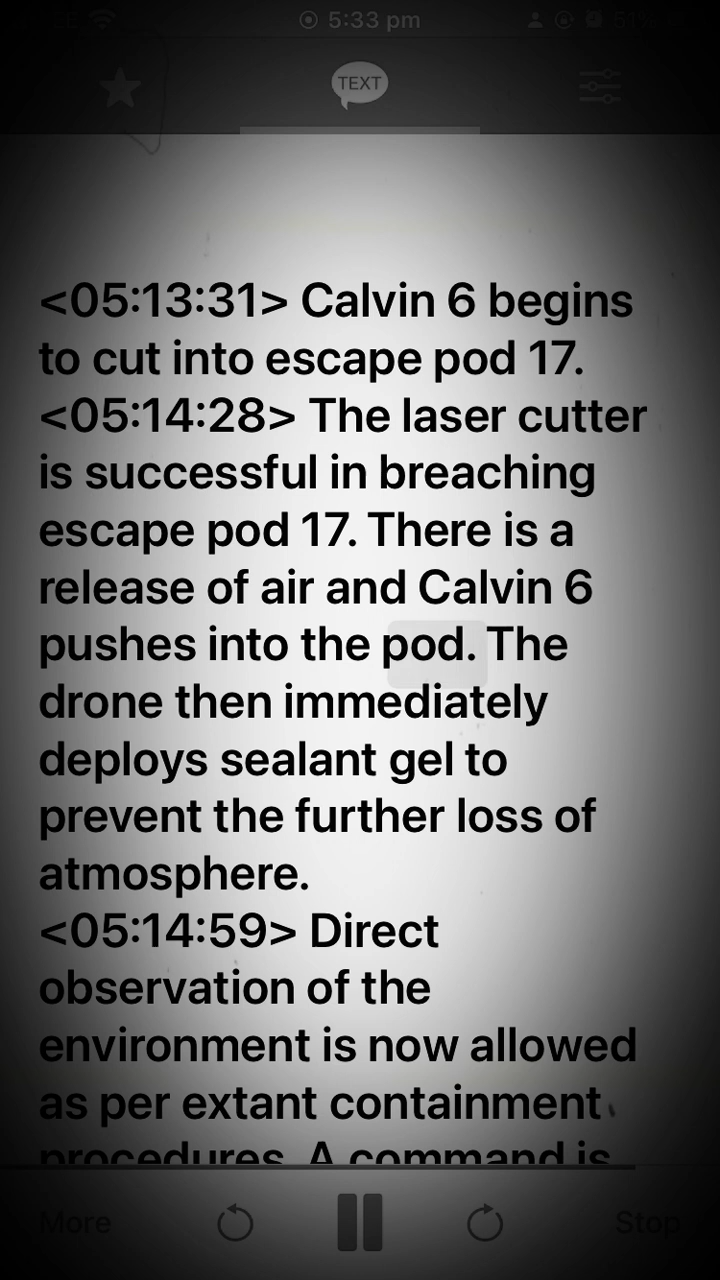 5:33 pm
TEXT
<05:13:31> Calvin 6 begins
to cut into escape pod 17.
<05:14:28> The laser cutter
is successful in breaching
escape pod 17. There is a
release of air and Calvin 6
pushes into the pod. The
drone then immediately
deploys sealant gel to
prevent the further loss of
atmosphere.
<05:14:59> Direct
observation of the
environment is now allowed
as per extant containment
procedures. A command is
More
Stop